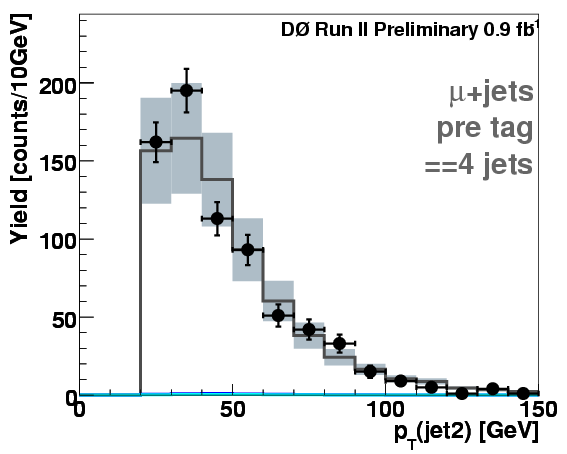 DØ Run II Preliminary 0.9 fb⁻¹
μ+jets
pre tag
==4 jets
Yield [counts/10GeV]
200
150
100
50
0
0 50 100 150
p_T(jet2) [GeV]